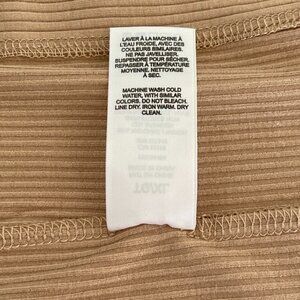 LAVER À LA MACHINE À
L'EAU FROIDE, AVEC DES
COULEURS SIMILAIRES.
NE PAS JAVELLISER.
SUSPENDRE POUR SÉCHER.
REPASSER À TEMPÉRATURE
MOYENNE. NETTOYAGE
À SEC.
MACHINE WASH COLD
WATER, WITH SIMILAR
COLORS. DO NOT BLEACH.
LINE DRY. IRON WARM. DRY
CLEAN.